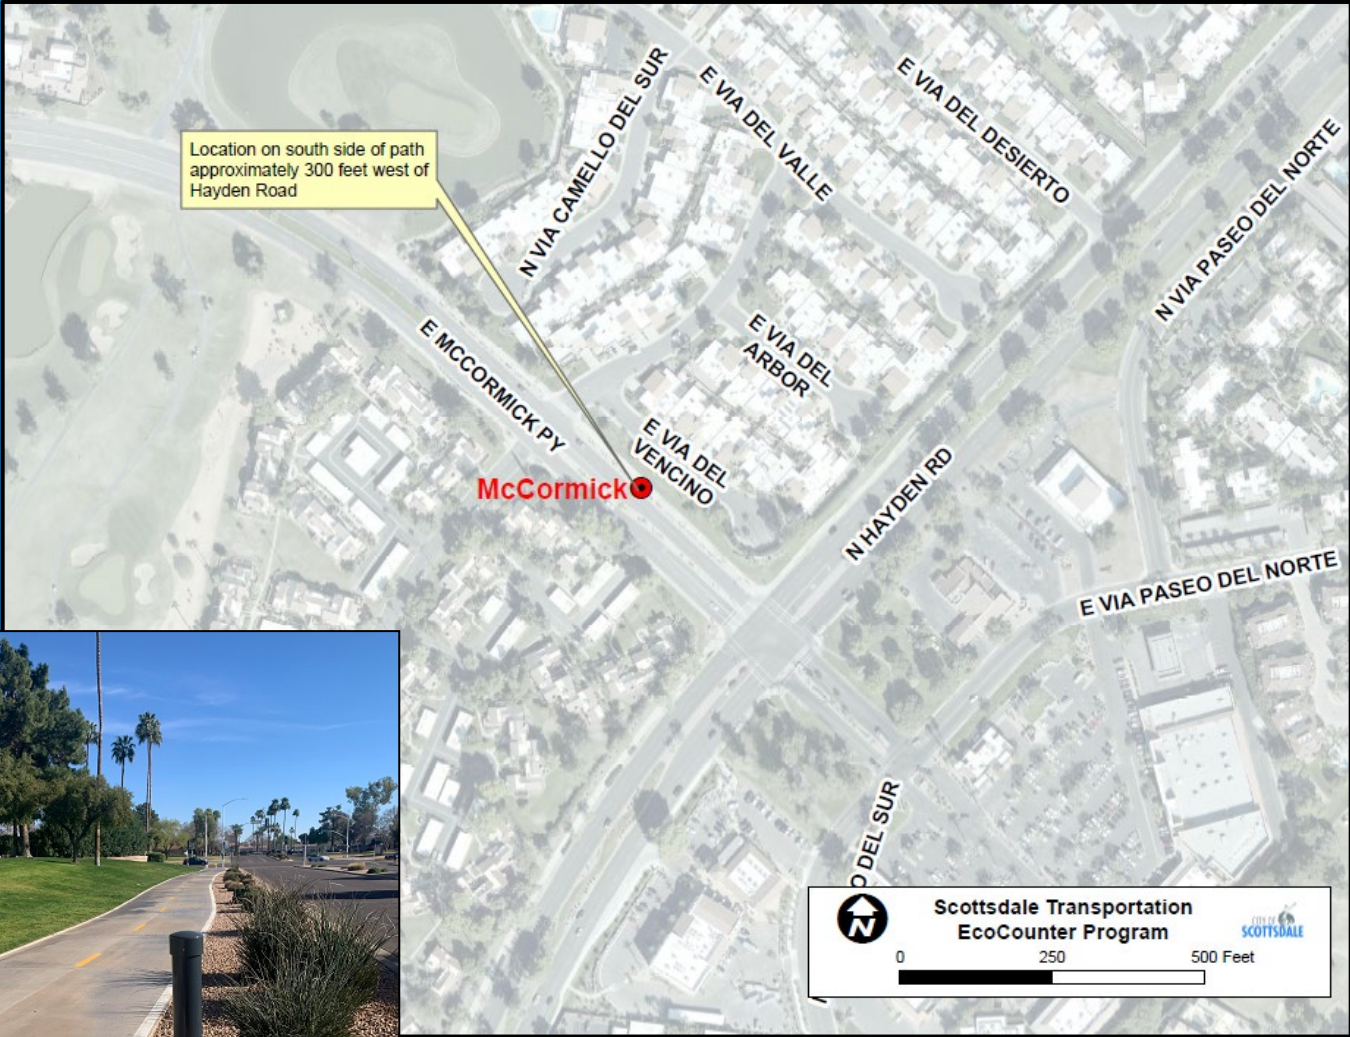 Location on south side of path
approximately 300 feet west of
Hayden Road
N VIA CAMELLO DEL SUR
E VIA DEL VALLE
E VIA DEL DESIERTO
N VIA PASEO DEL NORTE
E MCCORMICK PY
E VIA DEL
ARBOR
E VIA DEL
VENCINO
McCormick
N HAYDEN RD
E VIA PASEO DEL NORTE
O DEL SUR
N
Scottsdale Transportation
EcoCounter Program
CITY OF
SCOTTSDALE
0 250 500 Feet